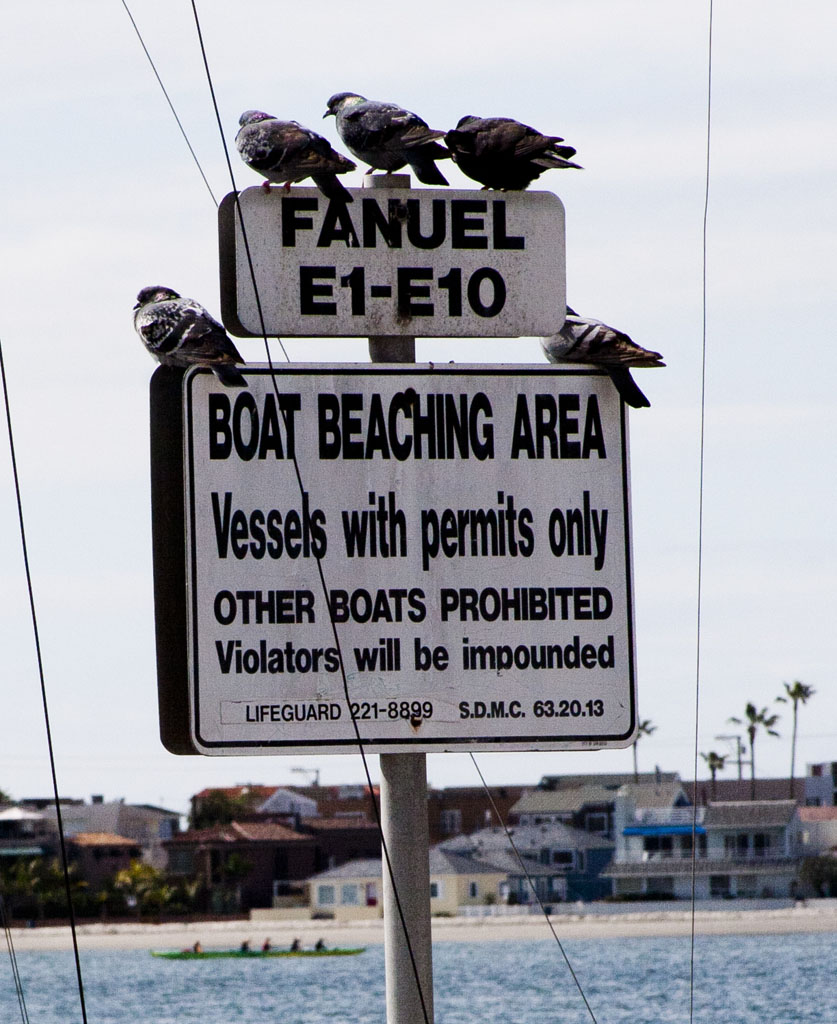 FANUEL
E1-E10
BOAT BEACHING AREA
Vessels with permits only
OTHER BOATS PROHIBITED
Violators will be impounded
LIFEGUARD 221-8899 S.D.M.C. 63.20.13